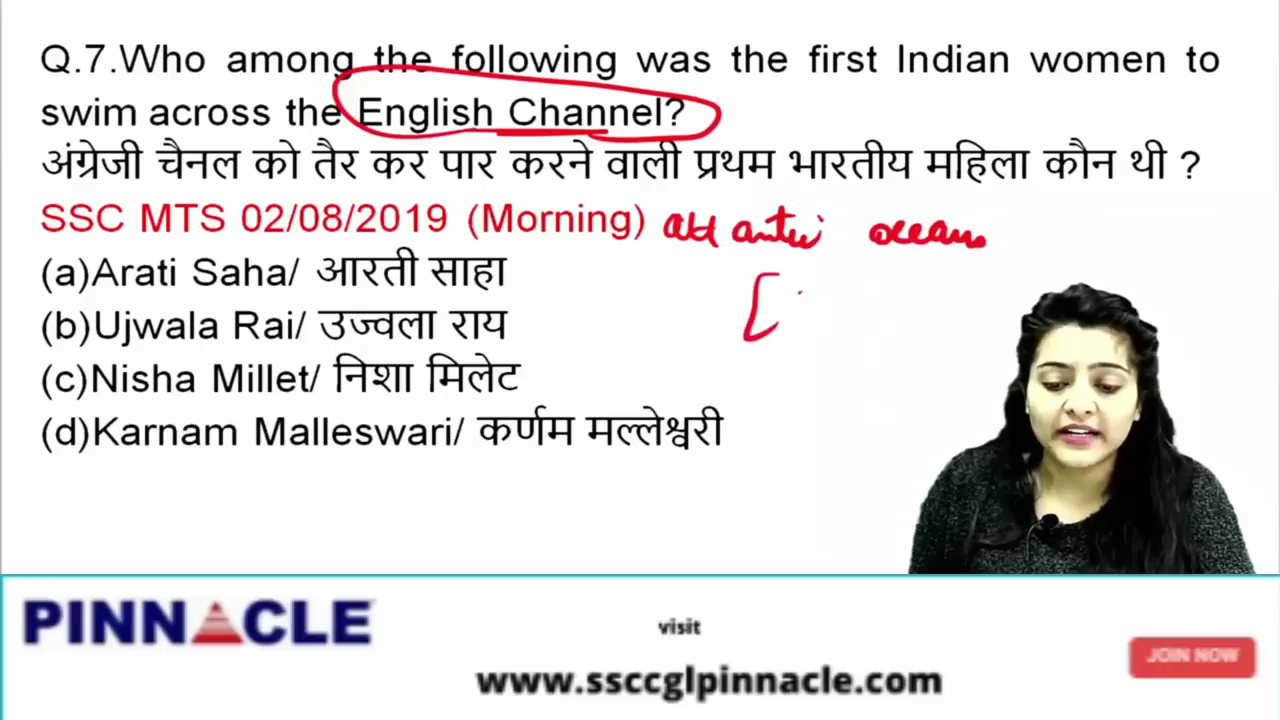 Q.7.Who among the following was the first Indian women to
swim across the English Channel?
अंग्रेजी चैनल को तैर कर पार करने वाली प्रथम भारतीय महिला कौन थी ?
SSC MTS 02/08/2019 (Morning)
(a)Arati Saha/ आरती साहा
(b)Ujwala Rai/ उज्वला राय
(c)Nisha Millet/ निशा मिलेट
(d)Karnam Malleswari/ कर्णम मल्लेश्वरी
PINNACLE
visit
www.ssccglpinnacle.com
JOIN NOW